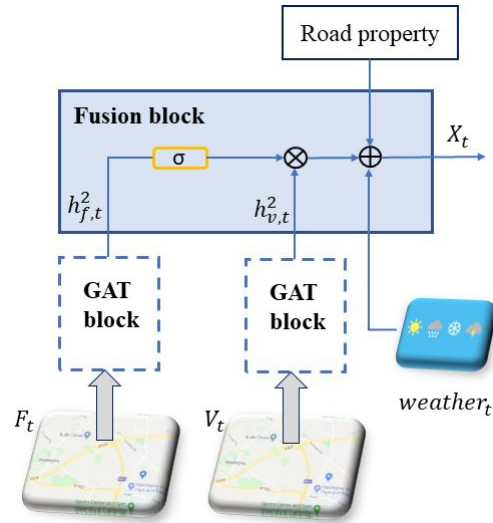 Road property
Fusion block
σ
X_t
h^2_{f,t}
h^2_{v,t}
GAT
block
GAT
block
F_t
V_t
weather_t